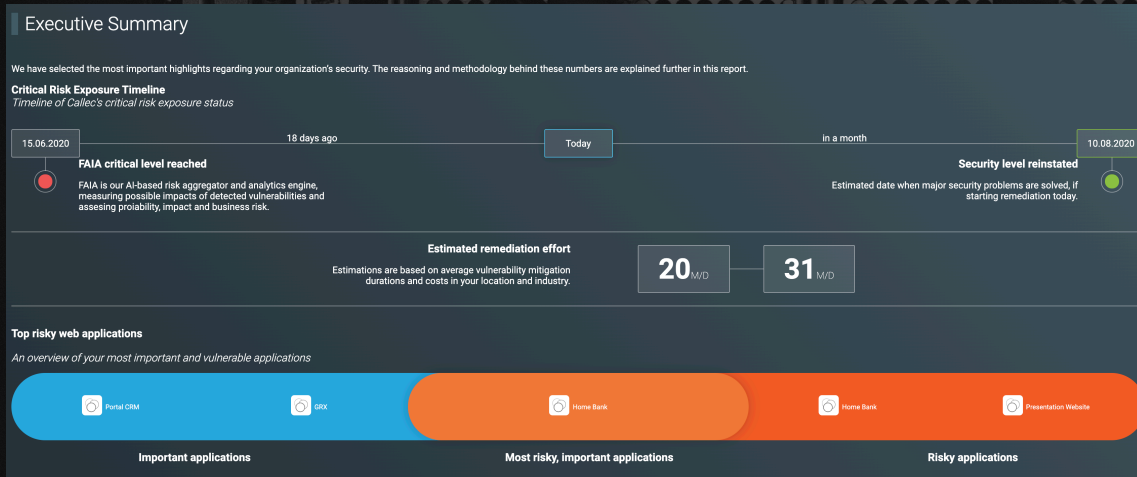 Executive Summary
We have selected the most important highlights regarding your organization's security. The reasoning and methodology behind these numbers are explained further in this report.
Critical Risk Exposure Timeline
Timeline of Callec's critical risk exposure status
15.06.2020
18 days ago
Today
in a month
10.08.2020
FAIA critical level reached
FAIA is our AI-based risk aggregator and analytics engine,
measuring possible impacts of detected vulnerabilities and
assesing proiability, impact and business risk.
Security level reinstated
Estimated date when major security problems are solved, if
starting remediation today.
Estimated remediation effort
Estimations are based on average vulnerability mitigation
durations and costs in your location and industry.
20 M/D
31 M/D
Top risky web applications
An overview of your most important and vulnerable applications
Portal CRM
GRX
Home Bank
Home Bank
Presentation Website
Important applications
Most risky, important applications
Risky applications